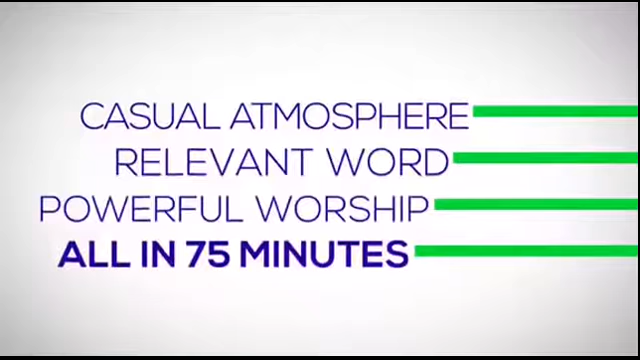 CASUAL ATMOSPHERE
RELEVANT WORD
POWERFUL WORSHIP
ALL IN 75 MINUTES